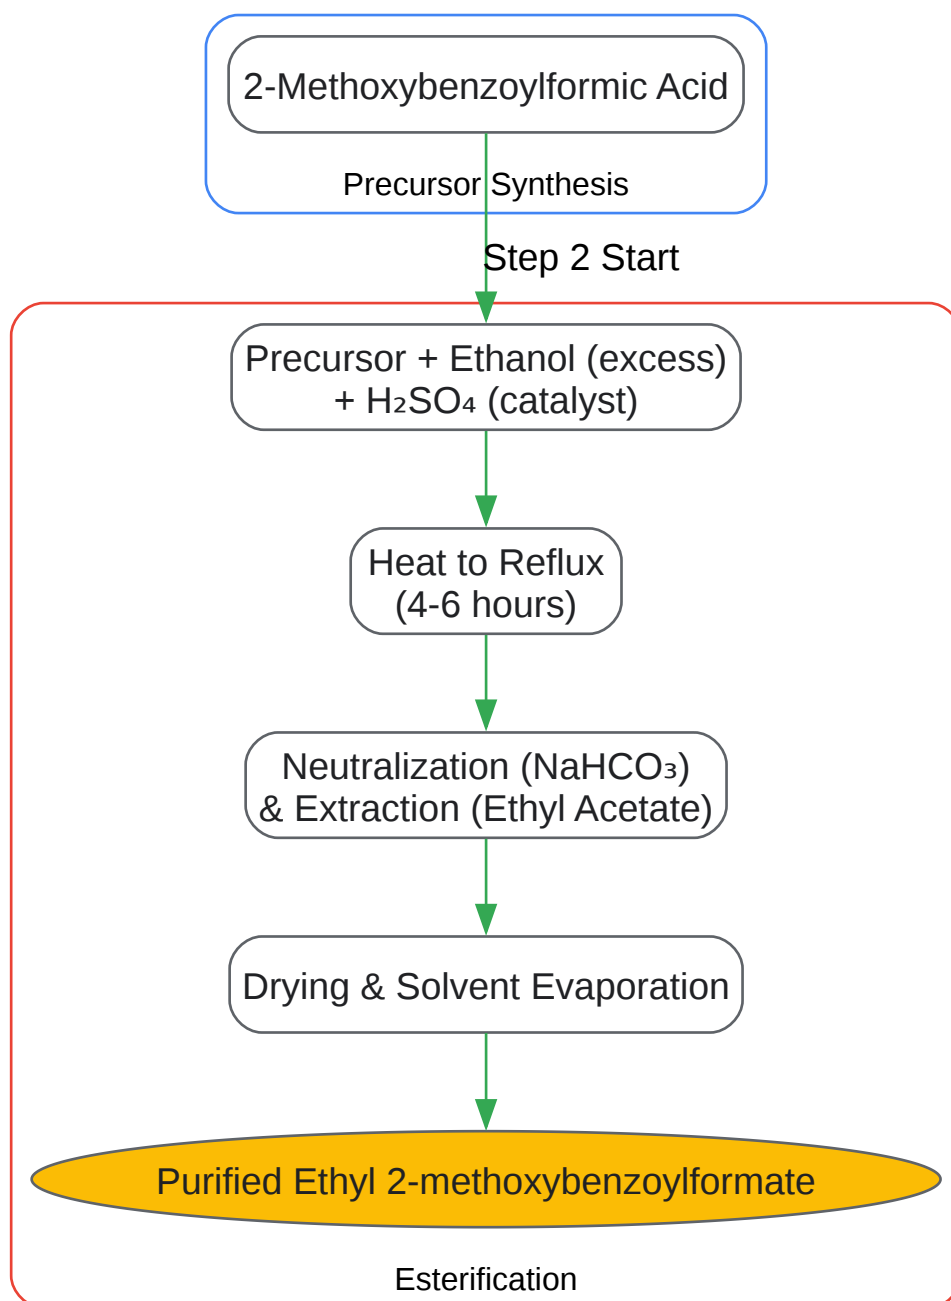 2-Methoxybenzoylformic Acid
Precursor Synthesis
Step 2 Start
Precursor + Ethanol (excess)
+ H₂SO₄ (catalyst)
Heat to Reflux
(4-6 hours)
Neutralization (NaHCO₃)
& Extraction (Ethyl Acetate)
Drying & Solvent Evaporation
Purified Ethyl 2-methoxybenzoylformate
Esterification